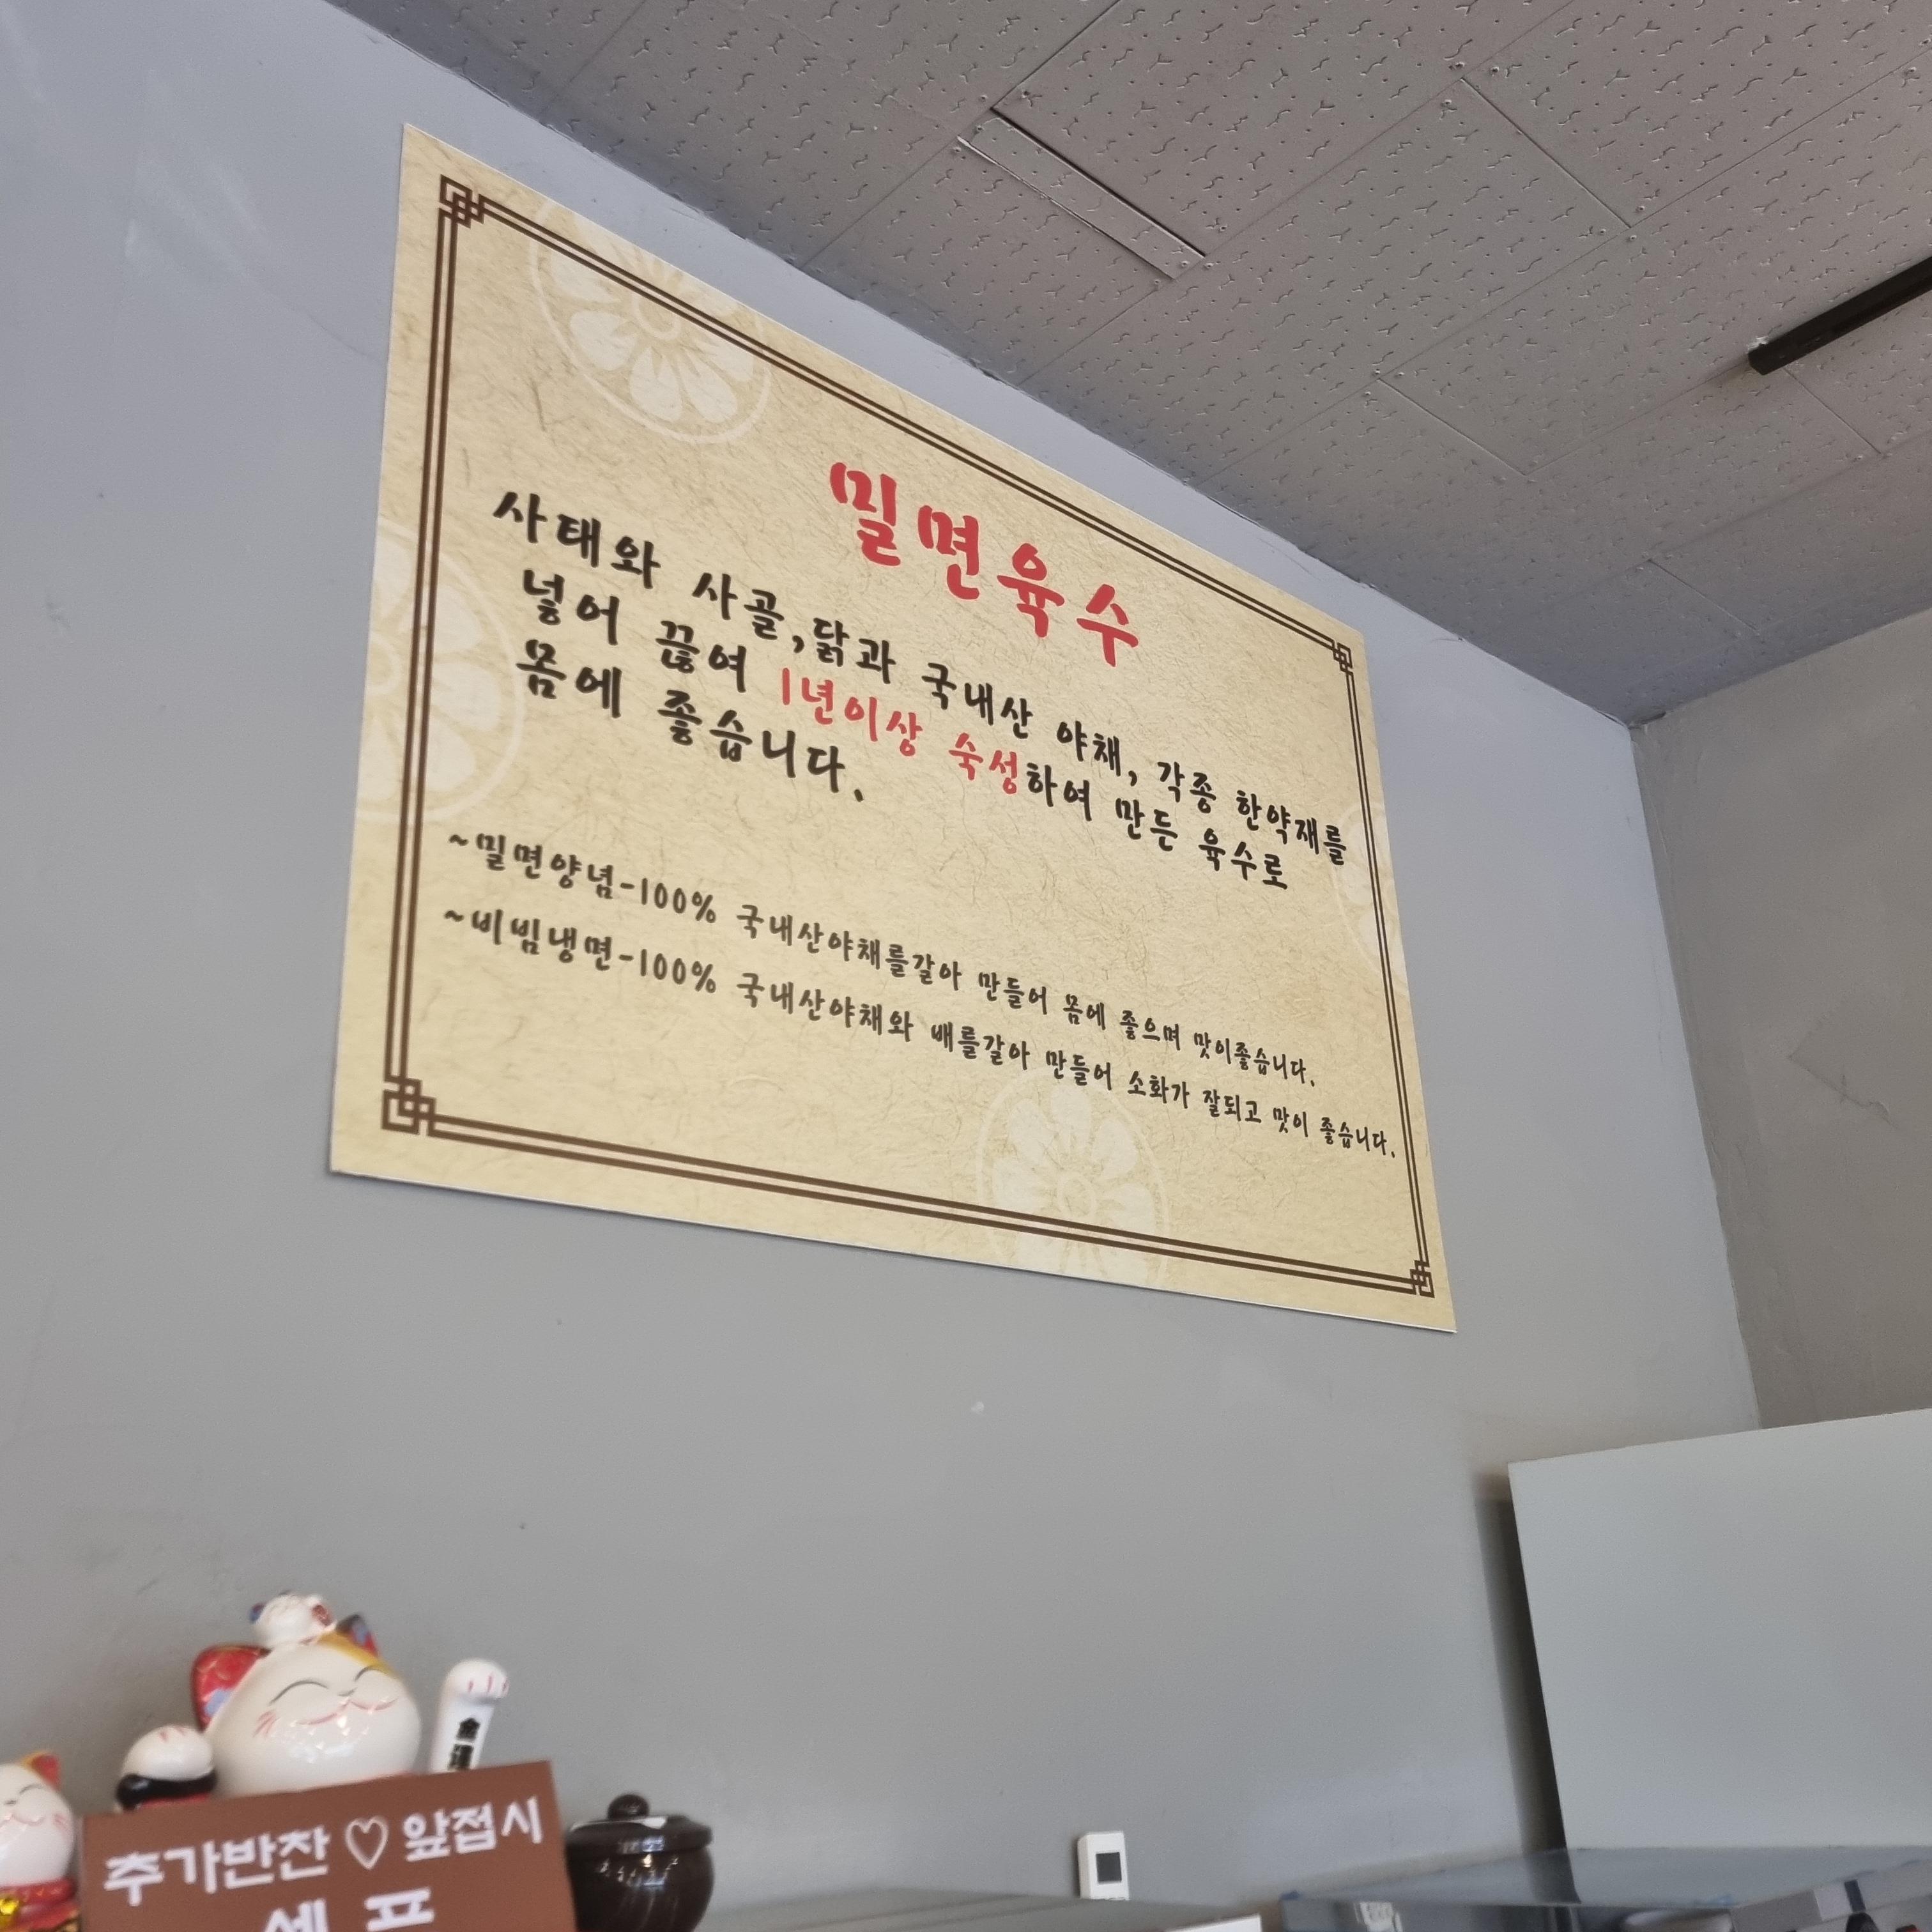 밀면육수
사태와 사골,닭과 국내산 야채, 각종 한약재를
넣어 끓여 1년이상 숙성하여 만든 육수로
몸에 좋습니다.
~밀면양념-100% 국내산야채를갈아 만들어 몸에 좋으며 맛이좋습니다.
~비빔냉면-100% 국내산야채와 배를갈아 만들어 소화가 잘되고 맛이 좋습니다.
金運
추가반찬♡앞접시
셀프